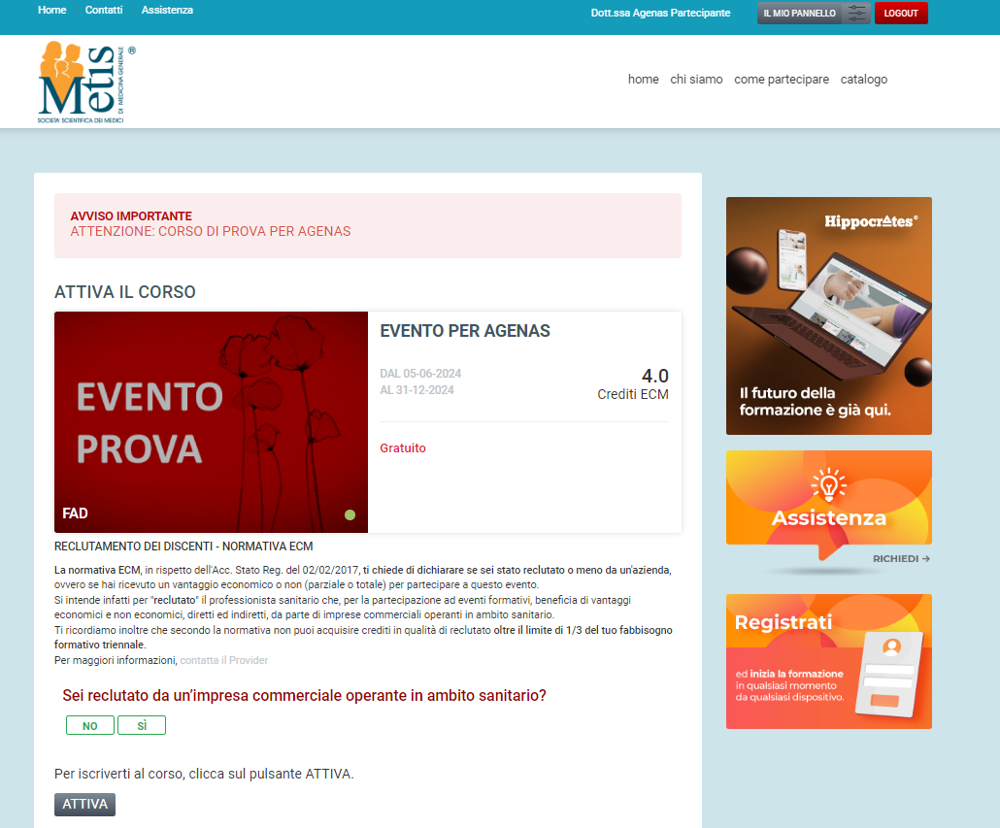 Home Contatti Assistenza
Dott.ssa Agenas Partecipante
IL MIO PANNELLO
LOGOUT
Metis
®
DI MEDICINA GENERALE
SOCIETA' SCIENTIFICA DEI MEDICI
home chi siamo come partecipare catalogo
AVVISO IMPORTANTE
ATTENZIONE: CORSO DI PROVA PER AGENAS
ATTIVA IL CORSO
EVENTO
PROVA
FAD
EVENTO PER AGENAS
DAL 05-06-2024
AL 31-12-2024
4.0
Crediti ECM
Gratuito
RECLUTAMENTO DEI DISCENTI - NORMATIVA ECM
La normativa ECM, in rispetto dell'Acc. Stato Reg. del 02/02/2017, ti chiede di dichiarare se sei stato reclutato o meno da un'azienda,
ovvero se hai ricevuto un vantaggio economico o non (parziale o totale) per partecipare a questo evento.
Si intende infatti per "reclutato" il professionista sanitario che, per la partecipazione ad eventi formativi, beneficia di vantaggi
economici e non economici, diretti ed indiretti, da parte di imprese commerciali operanti in ambito sanitario.
Ti ricordiamo inoltre che secondo la normativa non puoi acquisire crediti in qualità di reclutato oltre il limite di 1/3 del tuo fabbisogno
formativo triennale.
Per maggiori informazioni, contatta il Provider
Sei reclutato da un'impresa commerciale operante in ambito sanitario?
NO
SÌ
Per iscriverti al corso, clicca sul pulsante ATTIVA.
ATTIVA
Hippocrates®
Il futuro della
formazione è già qui.
Assistenza
RICHIEDI →
Registrati
ed inizia la formazione
in qualsiasi momento
da qualsiasi dispositivo.